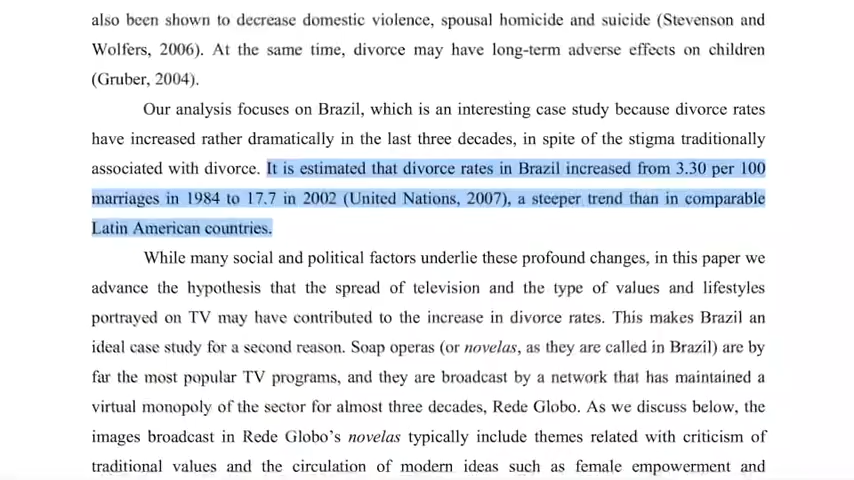 also been shown to decrease domestic violence, spousal homicide and suicide (Stevenson and
Wolfers, 2006). At the same time, divorce may have long-term adverse effects on children
(Gruber, 2004).
Our analysis focuses on Brazil, which is an interesting case study because divorce rates
have increased rather dramatically in the last three decades, in spite of the stigma traditionally
associated with divorce. It is estimated that divorce rates in Brazil increased from 3.30 per 100
marriages in 1984 to 17.7 in 2002 (United Nations, 2007), a steeper trend than in comparable
Latin American countries.
While many social and political factors underlie these profound changes, in this paper we
advance the hypothesis that the spread of television and the type of values and lifestyles
portrayed on TV may have contributed to the increase in divorce rates. This makes Brazil an
ideal case study for a second reason. Soap operas (or novelas, as they are called in Brazil) are by
far the most popular TV programs, and they are broadcast by a network that has maintained a
virtual monopoly of the sector for almost three decades, Rede Globo. As we discuss below, the
images broadcast in Rede Globo’s novelas typically include themes related with criticism of
traditional values and the circulation of modern ideas such as female empowerment and